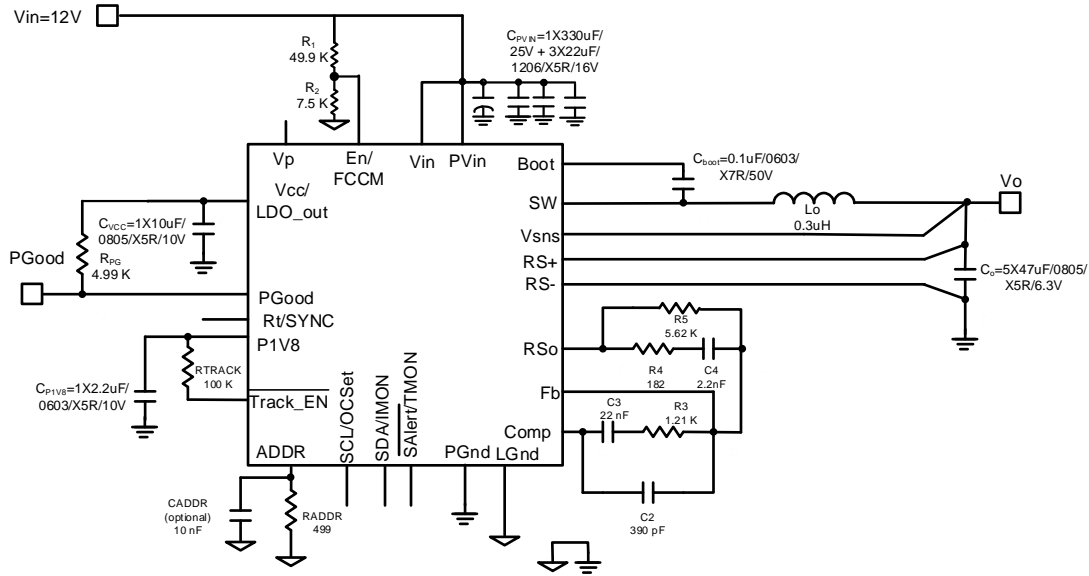 Vin=12V
R1
49.9 K
R2
7.5 K
CPVIN=1X330uF/
25V + 3X22uF/
1206/X5R/16V
Vp
En/
FCCM
Vin
PVin
Boot
Cboot=0.1uF/0603/
X7R/50V
Vcc/
LDO_out
SW
Lo
0.3uH
Vo
CVCC=1X10uF/
0805/X5R/10V
Vsns
RS+
RS-
Co=5X47uF/0805/
X5R/6.3V
PGood
RPG
4.99 K
PGood
Rt/SYNC
P1V8
RSo
R5
5.62 K
R4
182
C4
2.2nF
CP1V8=1X2.2uF/
0603/X5R/10V
RTRACK
100 K
Track_EN
Fb
C3
22 nF
R3
1.21 K
Comp
ADDR
SCL/OCSet
SDA/IMON
SAlert/TMON
PGnd
LGnd
C2
390 pF
CADDR
(optional)
10 nF
RADDR
499